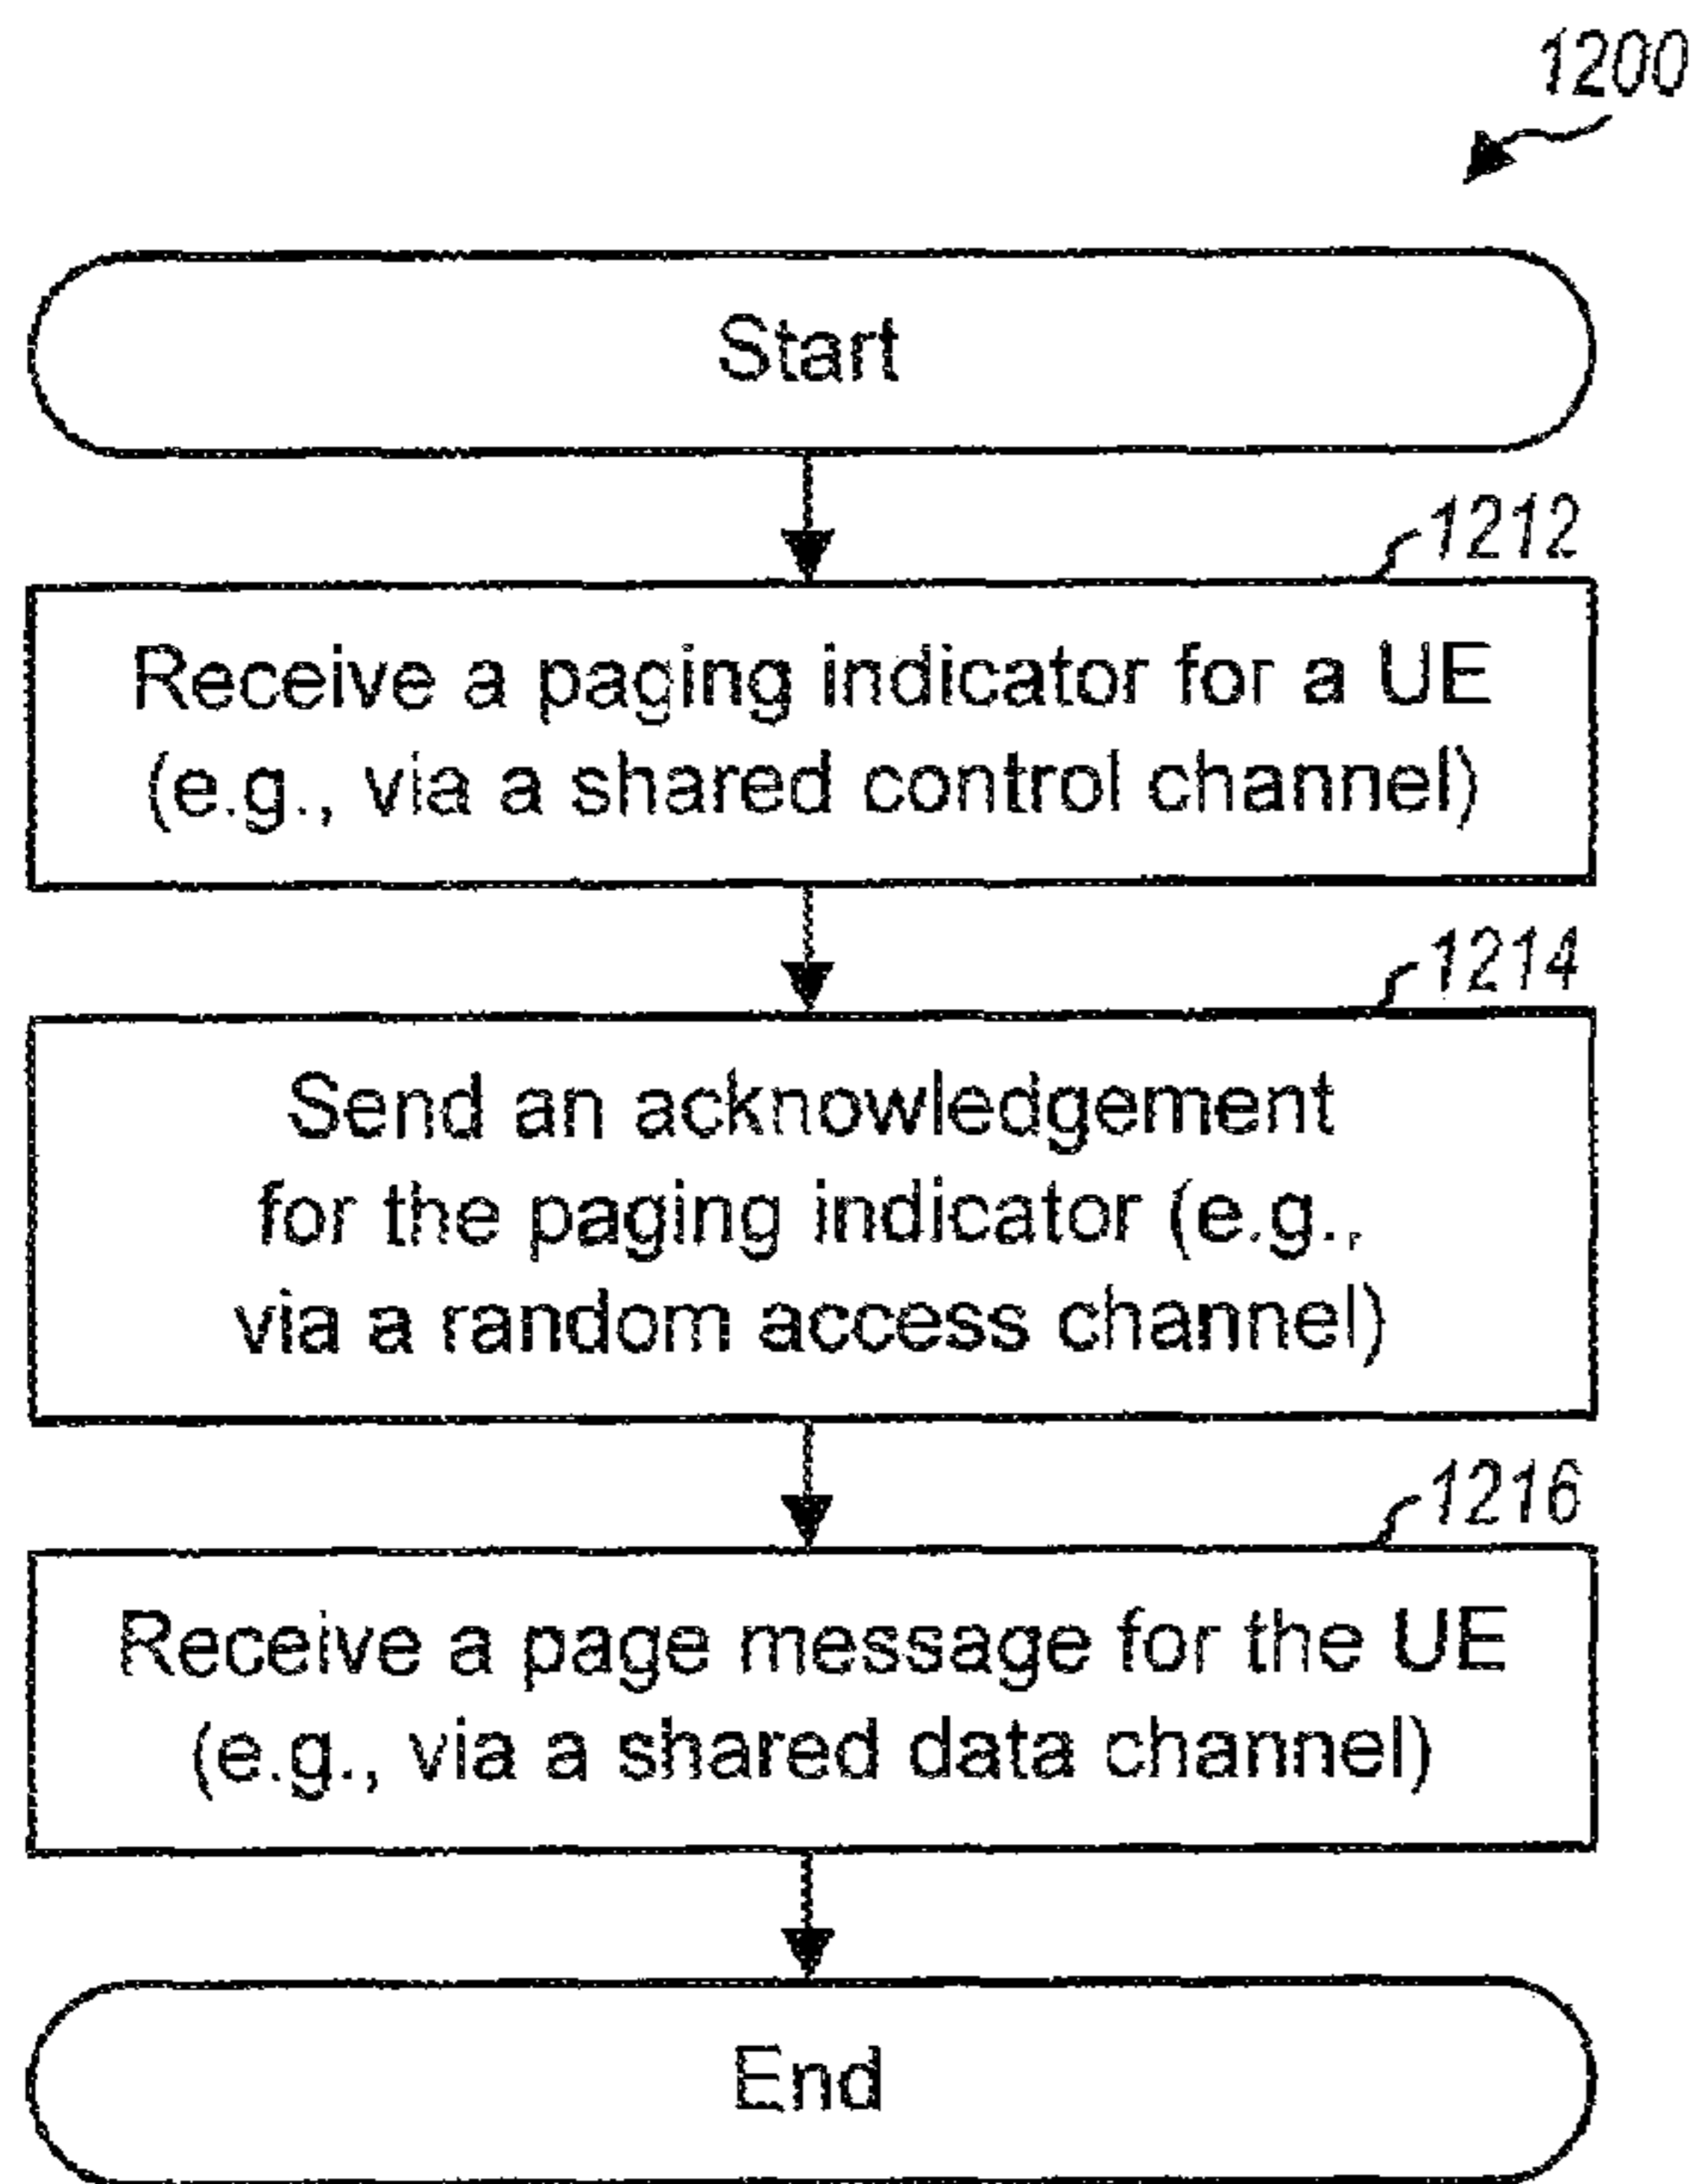 1200
Start
1212
Receive a paging indicator for a UE
(e.g., via a shared control channel)
1214
Send an acknowledgement
for the paging indicator (e.g.,
via a random access channel)
1216
Receive a page message for the UE
(e.g., via a shared data channel)
End